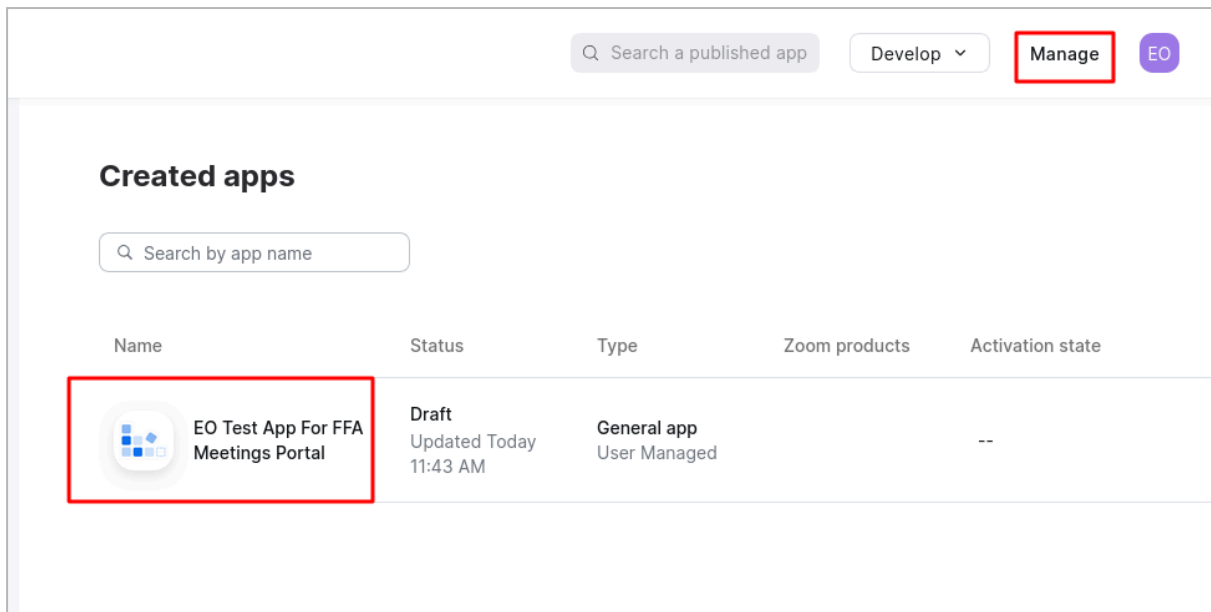 Search a published app
Develop
Manage
EO
Created apps
Search by app name
Name
Status
Type
Zoom products
Activation state
EO Test App For FFA
Meetings Portal
Draft
Updated Today
11:43 AM
General app
User Managed
--